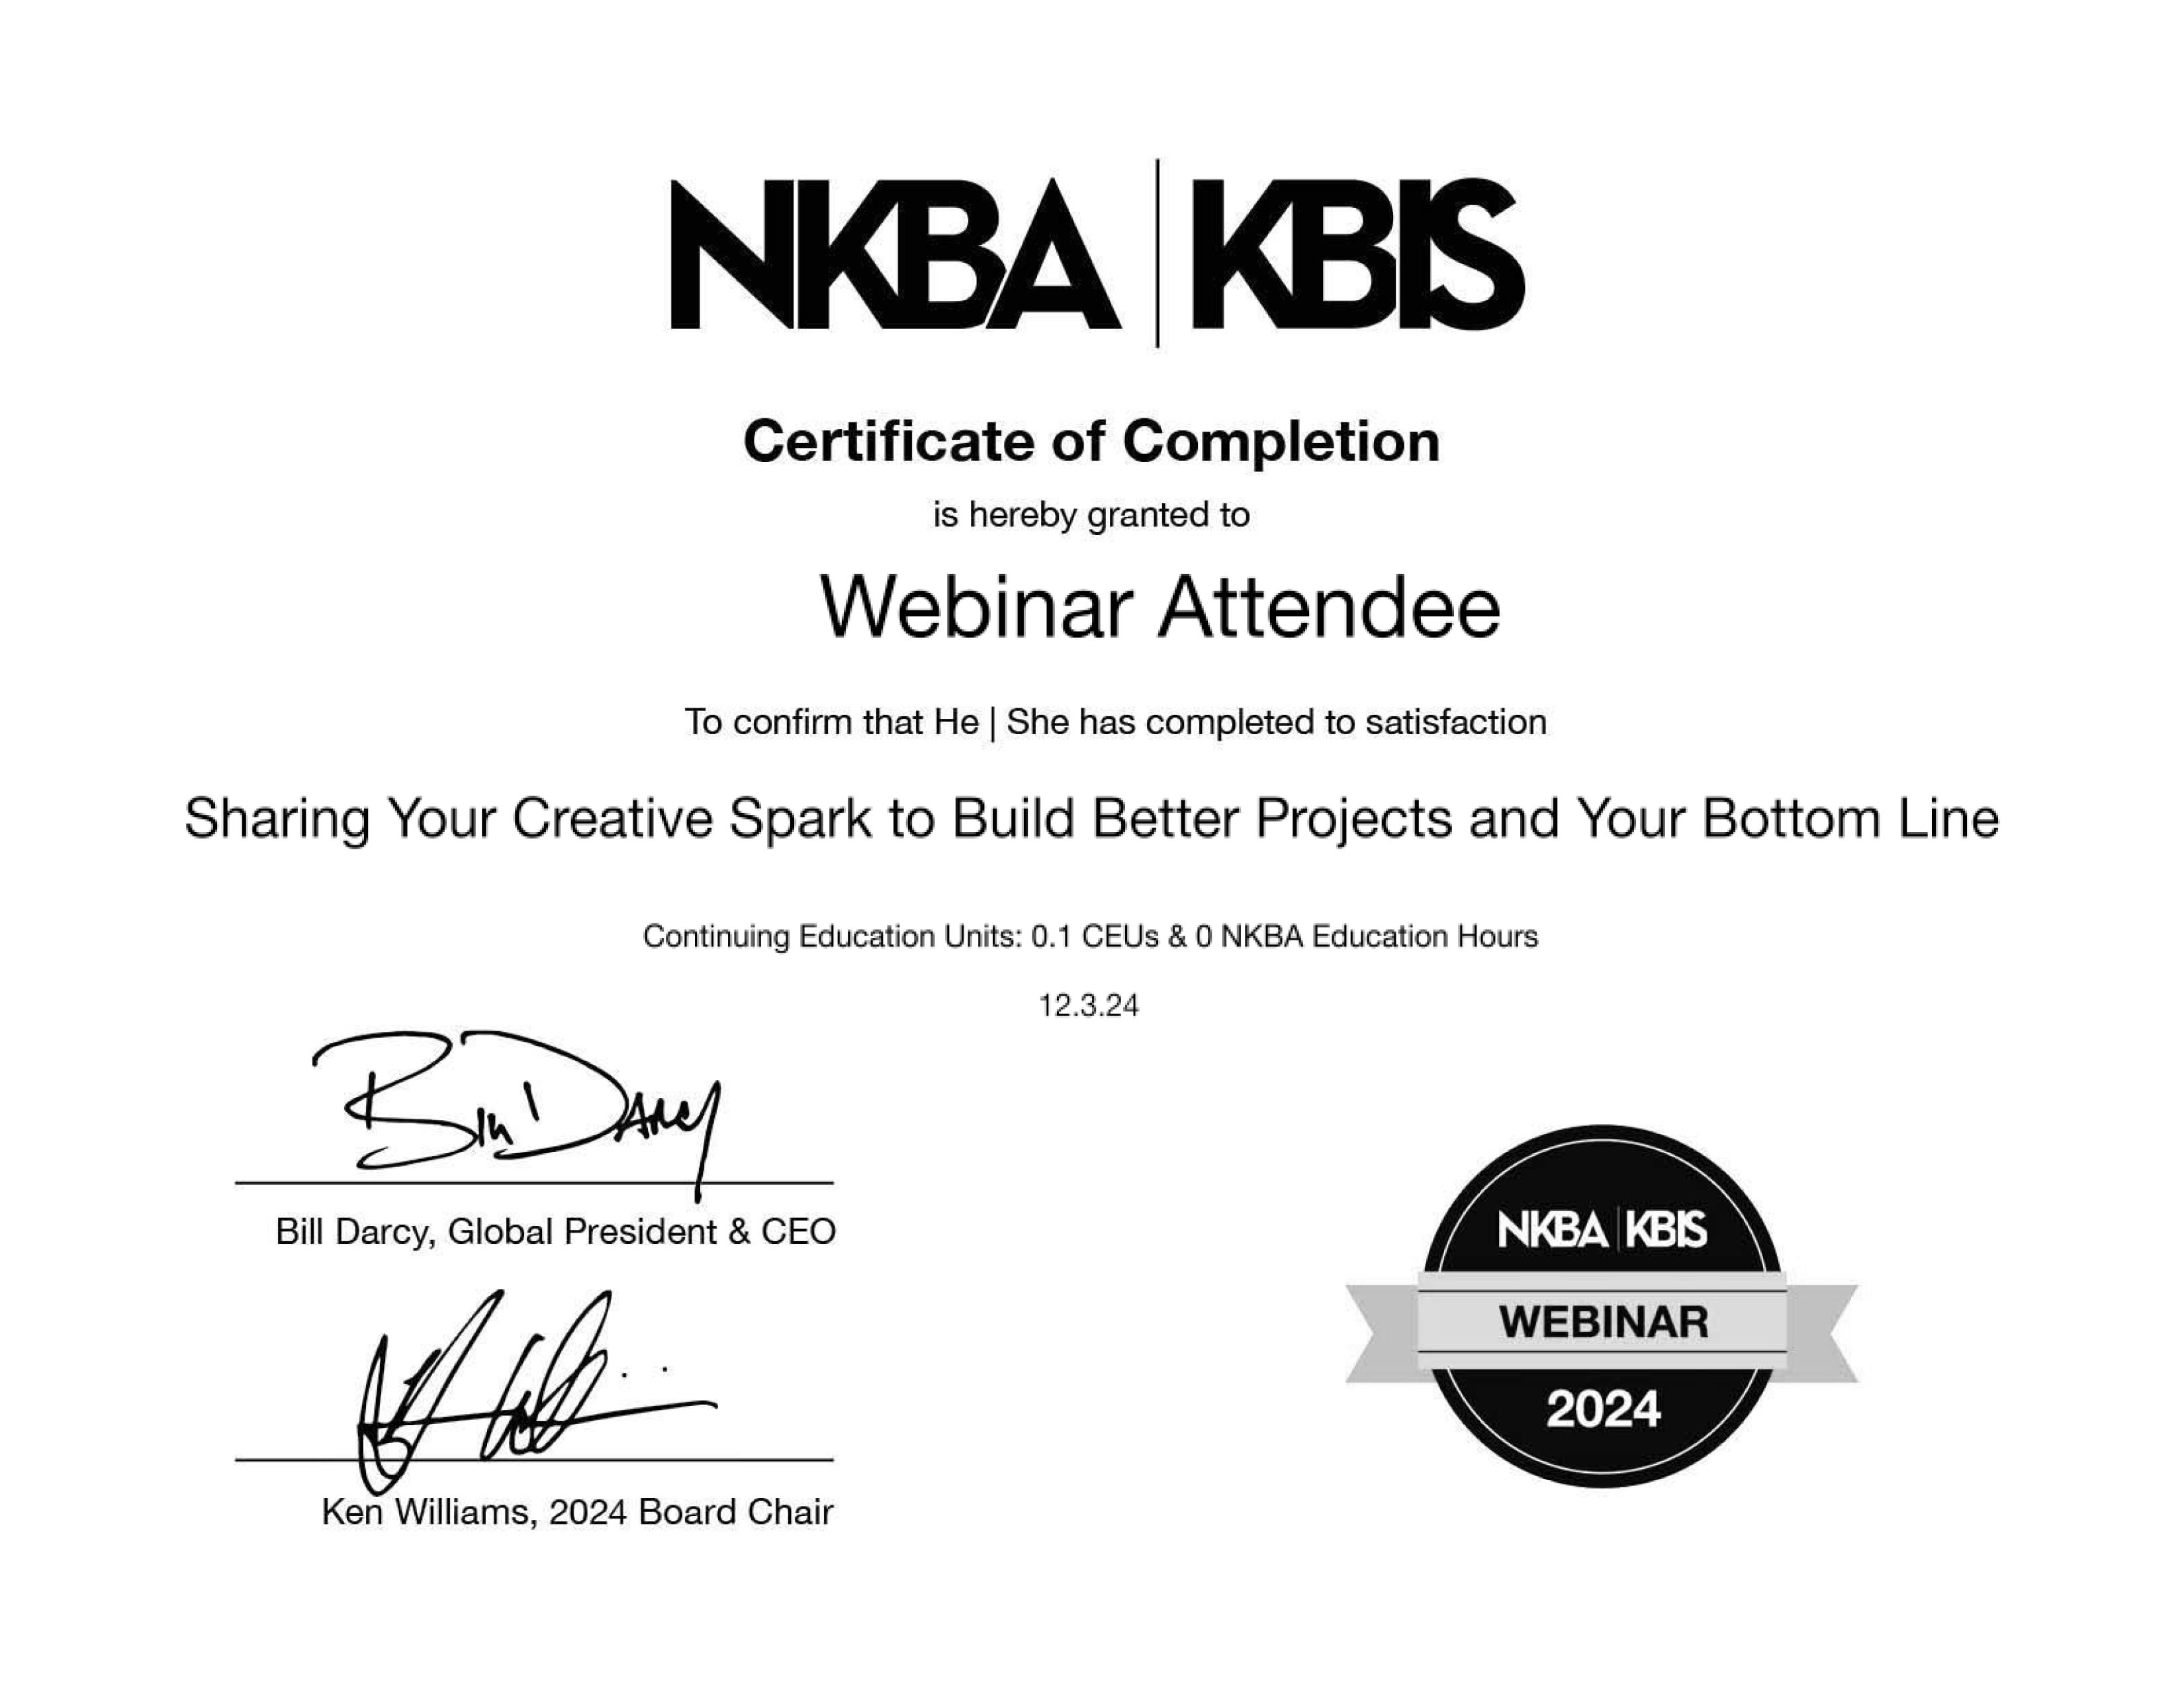 NKBA | KBIS
Certificate of Completion
is hereby granted to
Webinar Attendee
To confirm that He | She has completed to satisfaction
Sharing Your Creative Spark to Build Better Projects and Your Bottom Line
Continuing Education Units: 0.1 CEUs & 0 NKBA Education Hours
12.3.24
Bill Darcy
Bill Darcy, Global President & CEO
Ken Williams, 2024 Board Chair
NKBA | KBIS
WEBINAR
2024